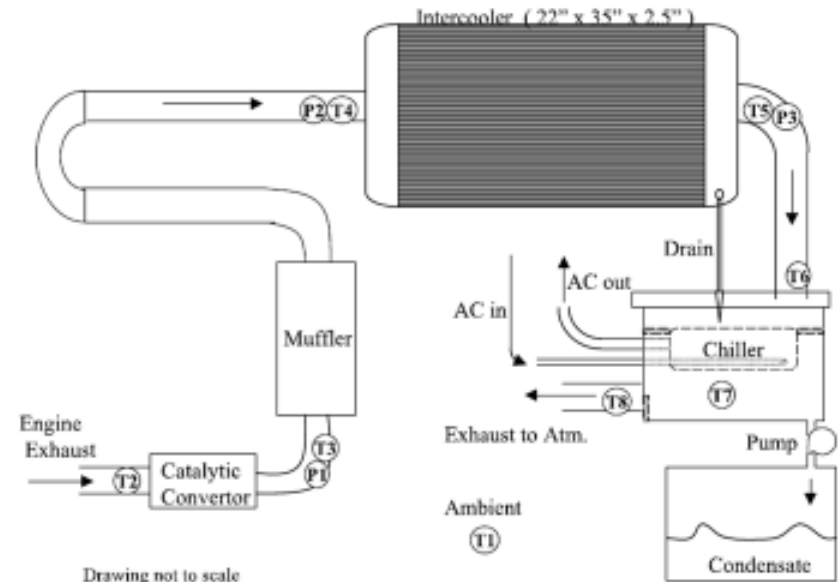 Intercooler ( 22" x 35" x 2.5" )
P2 T4
T5 P3
Drain
T6
AC out
AC in
Muffler
Chiller
T7
T8
Engine
Exhaust
T3
Exhaust to Atm.
Pump
T2
Catalytic
Convertor
P1
Ambient
T1
Condensate
Drawing not to scale